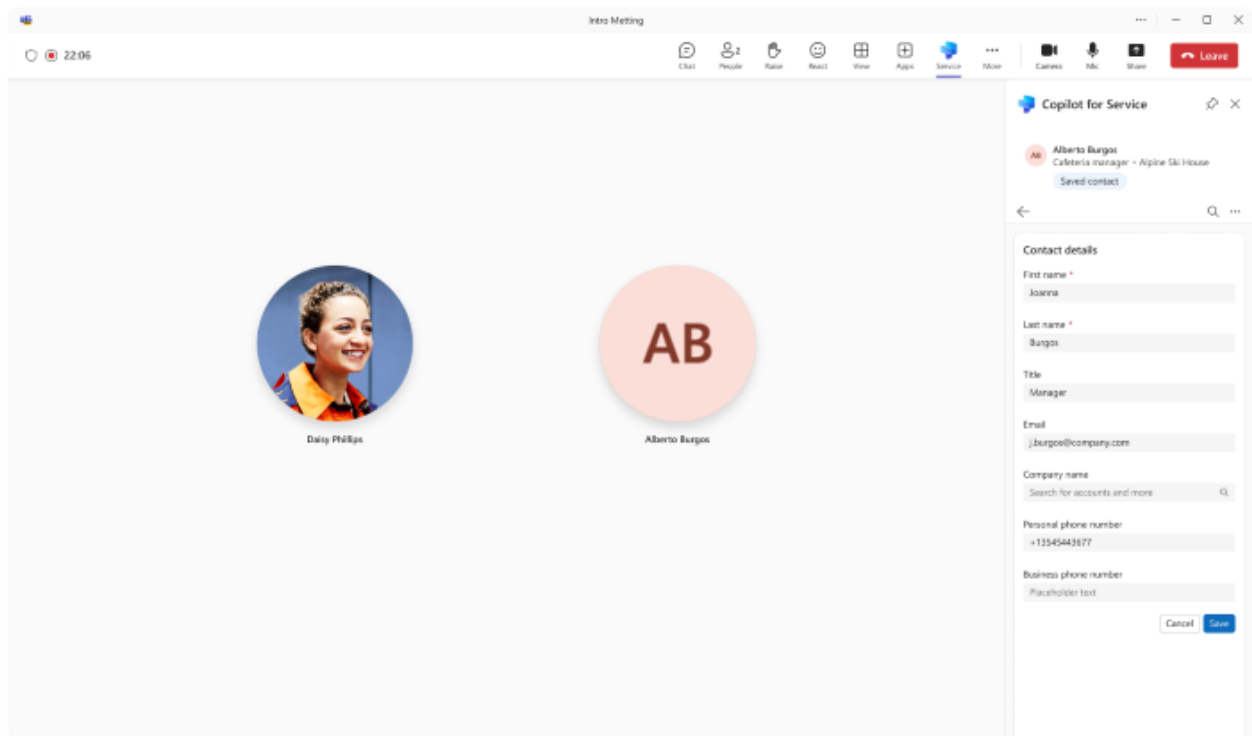 Intro Metting
22:06
Chat
People 2
Raise
React
View
Apps
Service
More
Camera
Mic
Share
Leave
Copilot for Service
AB
Alberto Burgos
Cafeteria manager - Alpine Ski House
Saved contact
Contact details
First name *
Joanna
Last name *
Burgos
Title
Manager
Email
j.burgos@company.com
Company name
Search for accounts and more
Personal phone number
+13545443677
Business phone number
Placeholder text
Cancel Save
AB
Daisy Phillips
Alberto Burgos